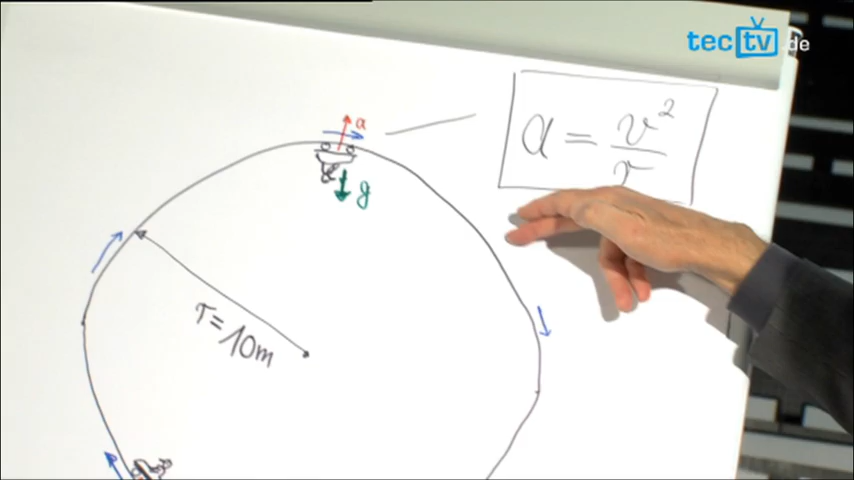 tectv.de
a = v²/r
a
g
r=10m